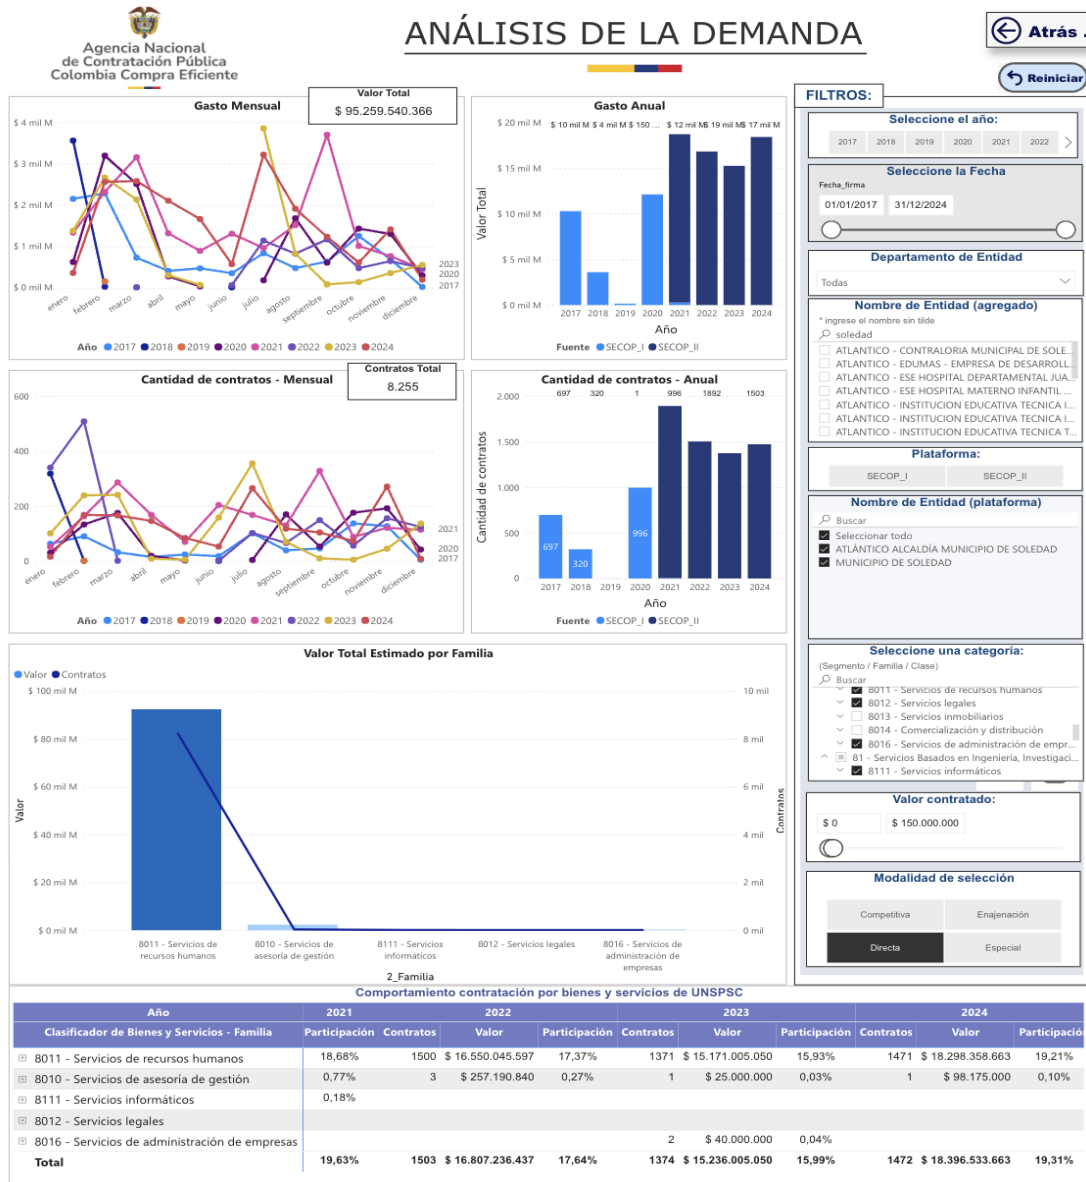 Agencia Nacional
de Contratación Pública
Colombia Compra Eficiente
ANÁLISIS DE LA DEMANDA
Atrás .
Reiniciar
Gasto Mensual
Valor Total
$ 95.259.540.366
$ 4 mil M
$ 3 mil M
$ 2 mil M
$ 1 mil M
$ 0 mil M
2023
2020
2017
enero febrero marzo abril mayo junio julio agosto septiembre octubre noviembre diciembre
Año 2017 2018 2019 2020 2021 2022 2023 2024
Gasto Anual
$ 20 mil M $ 10 mil M $ 4 mil M $ 150 ... $ 12 mil M $ 19 mil M $ 17 mil M
$ 15 mil M
$ 10 mil M
$ 5 mil M
$ 0 mil M
Valor Total
2017 2018 2019 2020 2021 2022 2023 2024
Año
Fuente SECOP_I SECOP_II
Cantidad de contratos - Mensual
Contratos Total
8.255
600
400
200
0
2021
2020
2017
enero febrero marzo abril mayo junio julio agosto septiembre octubre noviembre diciembre
Año 2017 2018 2019 2020 2021 2022 2023 2024
Cantidad de contratos - Anual
2.000 697 320 1 996 1892 1503
1.500
1.000
500
0
Cantidad de contratos
697 320 996
2017 2018 2019 2020 2021 2022 2023 2024
Año
Fuente SECOP_I SECOP_II
Valor Total Estimado por Familia
Valor Contratos
$ 100 mil M 10 mil
$ 80 mil M 8 mil
$ 60 mil M 6 mil
$ 40 mil M 4 mil
$ 20 mil M 2 mil
$ 0 mil M 0 mil
Valor
Contratos
8011 - Servicios de recursos humanos
8010 - Servicios de asesoría de gestión
8111 - Servicios informáticos
8012 - Servicios legales
8016 - Servicios de administración de empresas
2_Familia
FILTROS:
Seleccione el año:
2017 2018 2019 2020 2021 2022
Seleccione la Fecha
Fecha_firma
01/01/2017 31/12/2024
Departamento de Entidad
Todas
Nombre de Entidad (agregado)
* ingrese el nombre sin tilde
soledad
ATLANTICO - CONTRALORIA MUNICIPAL DE SOLE...
ATLANTICO - EDUMAS - EMPRESA DE DESARROLL...
ATLANTICO - ESE HOSPITAL DEPARTAMENTAL JUA...
ATLANTICO - ESE HOSPITAL MATERNO INFANTIL ...
ATLANTICO - INSTITUCION EDUCATIVA TECNICA I...
ATLANTICO - INSTITUCION EDUCATIVA TECNICA I...
ATLANTICO - INSTITUCION EDUCATIVA TECNICA T...
Plataforma:
SECOP_I SECOP_II
Nombre de Entidad (plataforma)
Buscar
Seleccionar todo
ATLÁNTICO ALCALDÍA MUNICIPIO DE SOLEDAD
MUNICIPIO DE SOLEDAD
Seleccione una categoría:
(Segmento / Familia / Clase)
Buscar
8011 - Servicios de recursos humanos
8012 - Servicios legales
8013 - Servicios inmobiliarios
8014 - Comercialización y distribución
8016 - Servicios de administración de empr...
81 - Servicios Basados en Ingeniería, Investigaci...
8111 - Servicios informáticos
Valor contratado:
$ 0 $ 150.000.000
Modalidad de selección
Competitiva Enajenación
Directa Especial
Comportamiento contratación por bienes y servicios de UNSPSC
Año 2021 2022 2023 2024
Clasificador de Bienes y Servicios - Familia Participación Contratos Valor Participación Contratos Valor Participación Contratos Valor Participació
8011 - Servicios de recursos humanos 18,68% 1500 $ 16.550.045.597 17,37% 1371 $ 15.171.005.050 15,93% 1471 $ 18.298.358.663 19,21%
8010 - Servicios de asesoría de gestión 0,77% 3 $ 257.190.840 0,27% 1 $ 25.000.000 0,03% 1 $ 98.175.000 0,10%
8111 - Servicios informáticos 0,18%
8012 - Servicios legales
8016 - Servicios de administración de empresas 2 $ 40.000.000 0,04%
Total 19,63% 1503 $ 16.807.236.437 17,64% 1374 $ 15.236.005.050 15,99% 1472 $ 18.396.533.663 19,31%